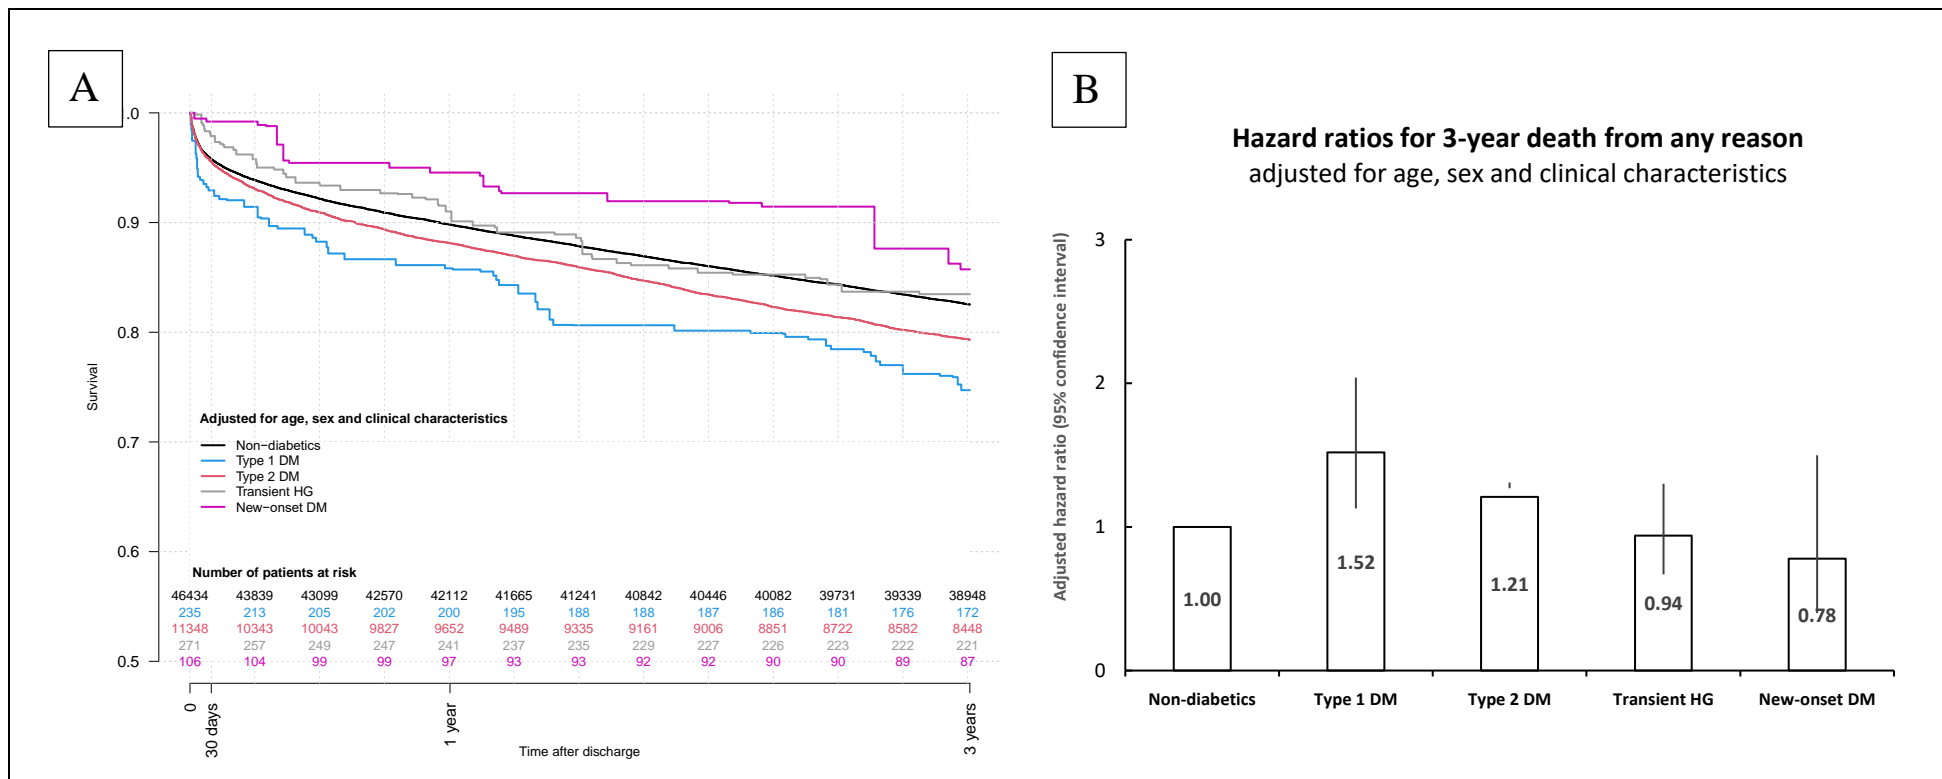 A
.0
0.9
0.8
0.7
0.6
0.5
Survival
Adjusted for age, sex and clinical characteristics
Non−diabetics
Type 1 DM
Type 2 DM
Transient HG
New−onset DM
Number of patients at risk
46434 43839 43099 42570 42112 41665 41241 40842 40446 40082 39731 39339 38948
235 213 205 202 200 195 188 188 187 186 181 176 172
11348 10343 10043 9827 9652 9489 9335 9161 9006 8851 8722 8582 8448
271 257 249 247 241 237 235 229 227 226 223 222 221
106 104 99 99 97 93 93 92 92 90 90 89 87
0
30 days
1 year
3 years
Time after discharge
B
Hazard ratios for 3-year death from any reason
adjusted for age, sex and clinical characteristics
Adjusted hazard ratio (95% confidence interval)
3
2
1
0
1.00
1.52
1.21
0.94
0.78
Non-diabetics
Type 1 DM
Type 2 DM
Transient HG
New-onset DM